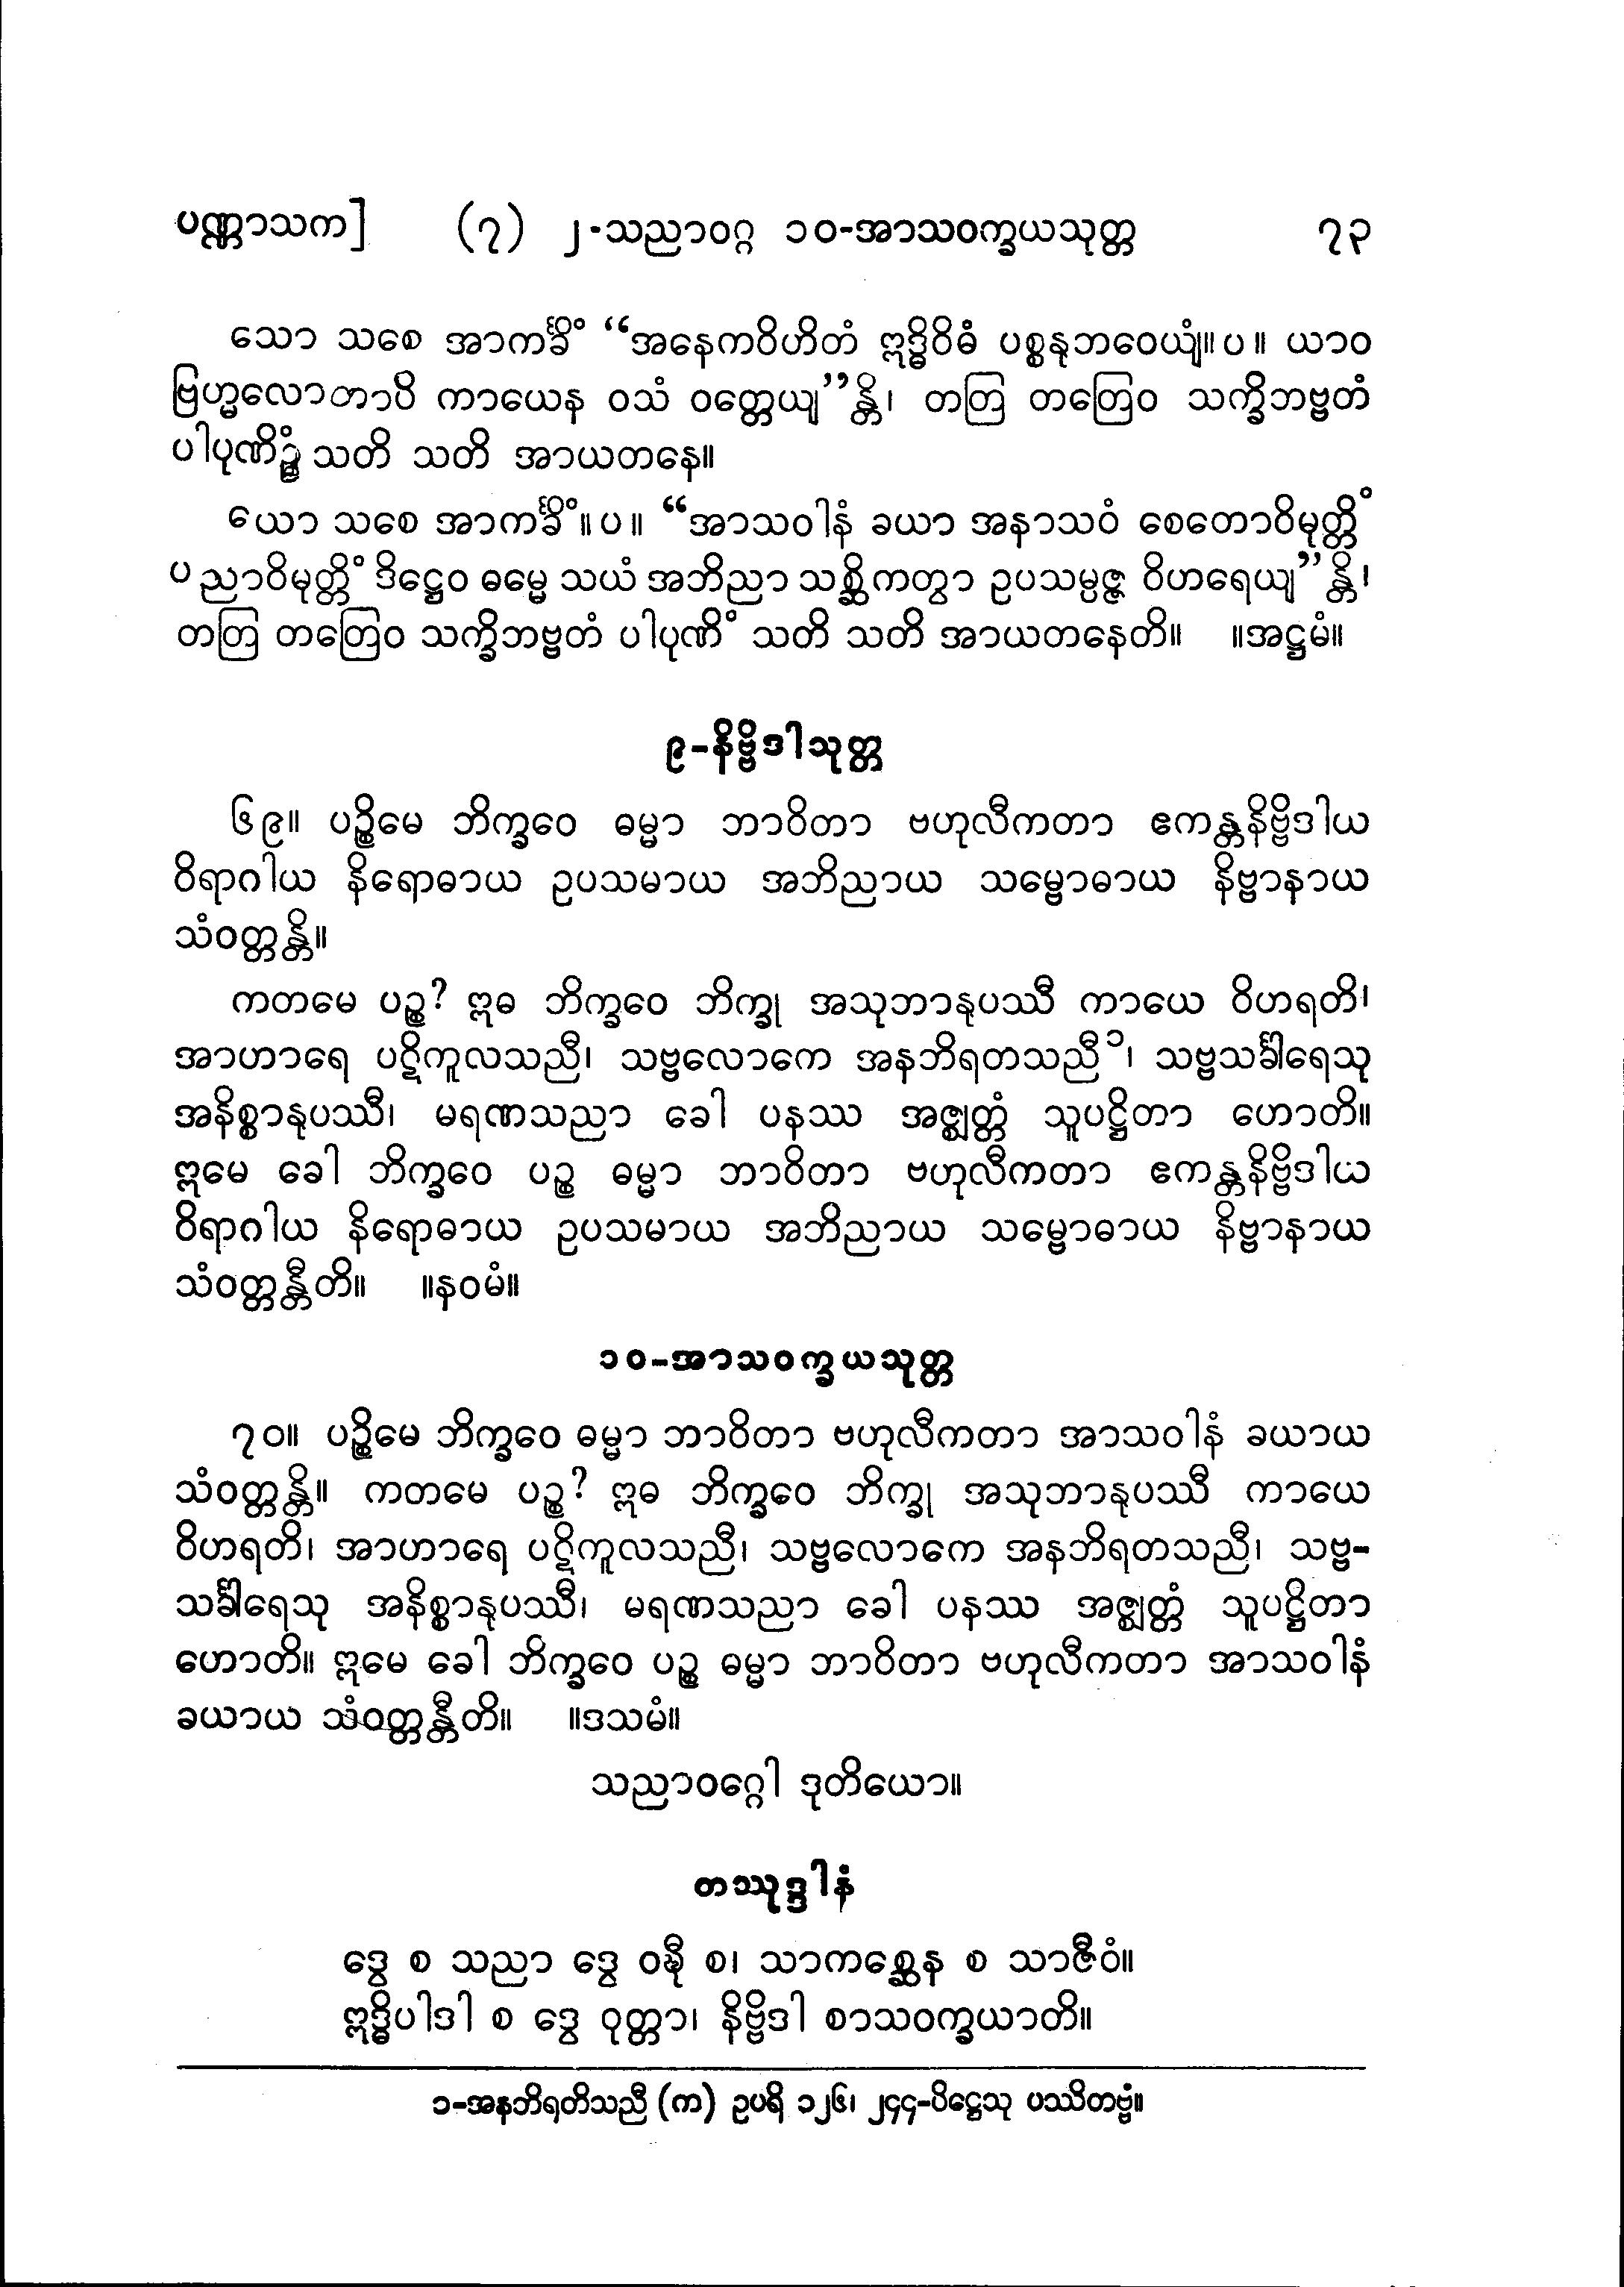 ပဏ္ဏာသက] (၇) ၂-သညာဝဂ္ဂ ၁၀-အာသဝက္ခယသုတ္တ ၇၃
သော သစေ အာကင်္ခိံ “အနေကဝိဟိတံ ဣဒ္ဓိဝိဓံ ပစ္စနုဘဝေယျံ။ပ။ ယာဝ
ဗြဟ္မလောကာပိ ကာယေန ဝသံ ဝတ္တေယျ”န္တိ၊ တတြ တတြေဝ သက္ခိဘဗ္ဗတံ
ပါပုဏိဥ္စံ သတိ သတိ အာယတနေ။
ယော သစေ အာကင်္ခိံ။ပ။ “အာသဝါနံ ခယာ အနာသဝံ စေတောဝိမုတ္တိံ
ပညာဝိမုတ္တိံ ဒိဋ္ဌေဝ ဓမ္မေ သယံ အဘိညာ သစ္ဆိကတွာ ဥပသမ္ပဇ္ဇ ဝိဟရေယျ”န္တိ၊
တတြ တတြေဝ သက္ခိဘဗ္ဗတံ ပါပုဏိံ သတိ သတိ အာယတနေတိ။ ။အဋ္ဌမံ။
၉-နိဗ္ဗိဒါသုတ္တ
၆၉။ ပဉ္စိမေ ဘိက္ခဝေ ဓမ္မာ ဘာဝိတာ ဗဟုလီကတာ ဧကန္တနိဗ္ဗိဒါယ
ဝိရာဂါယ နိရောဓာယ ဥပသမာယ အဘိညာယ သမ္ဗောဓာယ နိဗ္ဗာနာယ
သံဝတ္တန္တိ။
ကတမေ ပဉ္စ? ဣဓ ဘိက္ခဝေ ဘိက္ခု အသုဘာနုပဿီ ကာယေ ဝိဟရတိ၊
အာဟာရေ ပဋိကူလသညီ၊ သဗ္ဗလောကေ အနဘိရတသညီ ၁၊ သဗ္ဗသင်္ခါရေသု
အနိစ္စာနုပဿီ၊ မရဏသညာ ခေါ ပနဿ အဇ္ဈတ္တံ သူပဋ္ဌိတာ ဟောတိ။
ဣမေ ခေါ ဘိက္ခဝေ ပဉ္စ ဓမ္မာ ဘာဝိတာ ဗဟုလီကတာ ဧကန္တနိဗ္ဗိဒါယ
ဝိရာဂါယ နိရောဓာယ ဥပသမာယ အဘိညာယ သမ္ဗောဓာယ နိဗ္ဗာနာယ
သံဝတ္တန္တီတိ။ ။နဝမံ။
၁၀-အာသဝက္ခယသုတ္တ
၇၀။ ပဉ္စိမေ ဘိက္ခဝေ ဓမ္မာ ဘာဝိတာ ဗဟုလီကတာ အာသဝါနံ ခယာယ
သံဝတ္တန္တိ။ ကတမေ ပဉ္စ? ဣဓ ဘိက္ခဝေ ဘိက္ခု အသုဘာနုပဿီ ကာယေ
ဝိဟရတိ၊ အာဟာရေ ပဋိကူလသညီ၊ သဗ္ဗလောကေ အနဘိရတသညီ၊ သဗ္ဗ-
သင်္ခါရေသု အနိစ္စာနုပဿီ၊ မရဏသညာ ခေါ ပနဿ အဇ္ဈတ္တံ သူပဋ္ဌိတာ
ဟောတိ။ ဣမေ ခေါ ဘိက္ခဝေ ပဉ္စ ဓမ္မာ ဘာဝိတာ ဗဟုလီကတာ အာသဝါနံ
ခယာယ သံဝတ္တန္တီတိ။ ။ဒသမံ။
သညာဝဂ္ဂေါ ဒုတိယော။
တဿုဒ္ဒါနံ
ဒွေ စ သညာ ဒွေ ဝဍ္ဎီ စ၊ သာကစ္ဆေန စ သာဇီဝံ။
ဣဒ္ဓိပါဒါ စ ဒွေ ဝုတ္တာ၊ နိဗ္ဗိဒါ စာသဝက္ခယာတိ။
၁-အနဘိရတိသညီ (က) ဥပရိ ၁၂၆၊ ၂၄၄-ပိဋ္ဌေသု ပဿိတဗ္ဗံ။